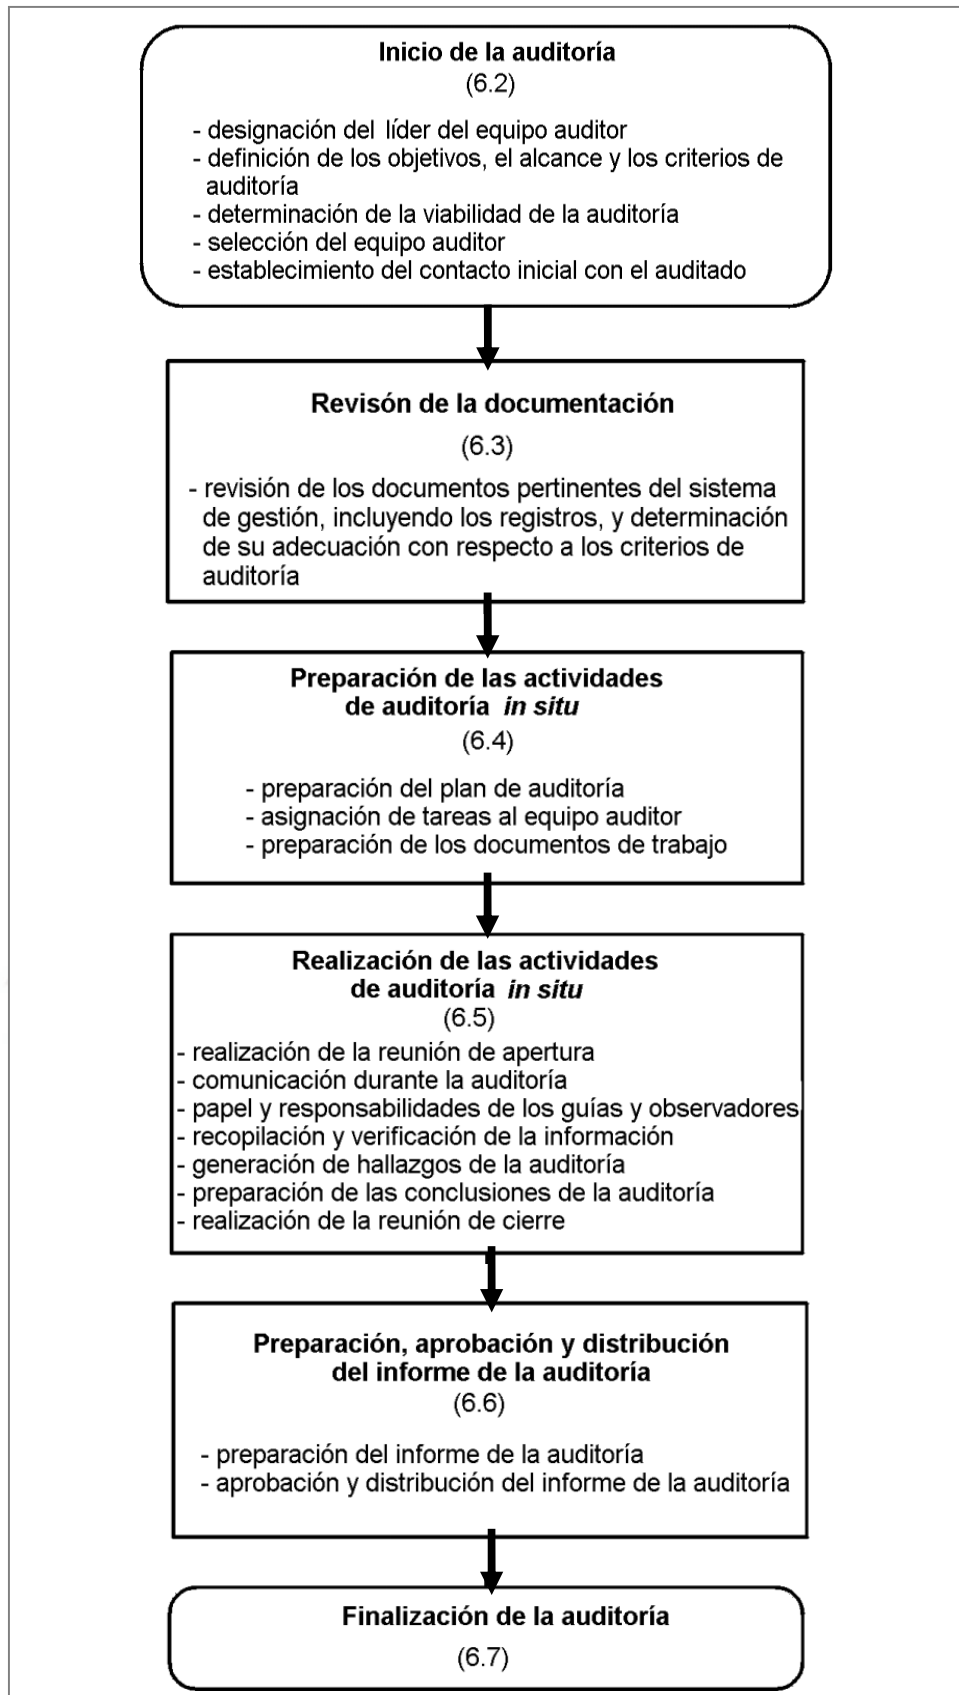 Inicio de la auditoría
(6.2)
- designación del líder del equipo auditor
- definición de los objetivos, el alcance y los criterios de
auditoría
- determinación de la viabilidad de la auditoría
- selección del equipo auditor
- establecimiento del contacto inicial con el auditado
Revisón de la documentación
(6.3)
- revisión de los documentos pertinentes del sistema
de gestión, incluyendo los registros, y determinación
de su adecuación con respecto a los criterios de
auditoría
Preparación de las actividades
de auditoría in situ
(6.4)
- preparación del plan de auditoría
- asignación de tareas al equipo auditor
- preparación de los documentos de trabajo
Realización de las actividades
de auditoría in situ
(6.5)
- realización de la reunión de apertura
- comunicación durante la auditoría
- papel y responsabilidades de los guías y observadores
- recopilación y verificación de la información
- generación de hallazgos de la auditoría
- preparación de las conclusiones de la auditoría
- realización de la reunión de cierre
Preparación, aprobación y distribución
del informe de la auditoría
(6.6)
- preparación del informe de la auditoría
- aprobación y distribución del informe de la auditoría
Finalización de la auditoría
(6.7)